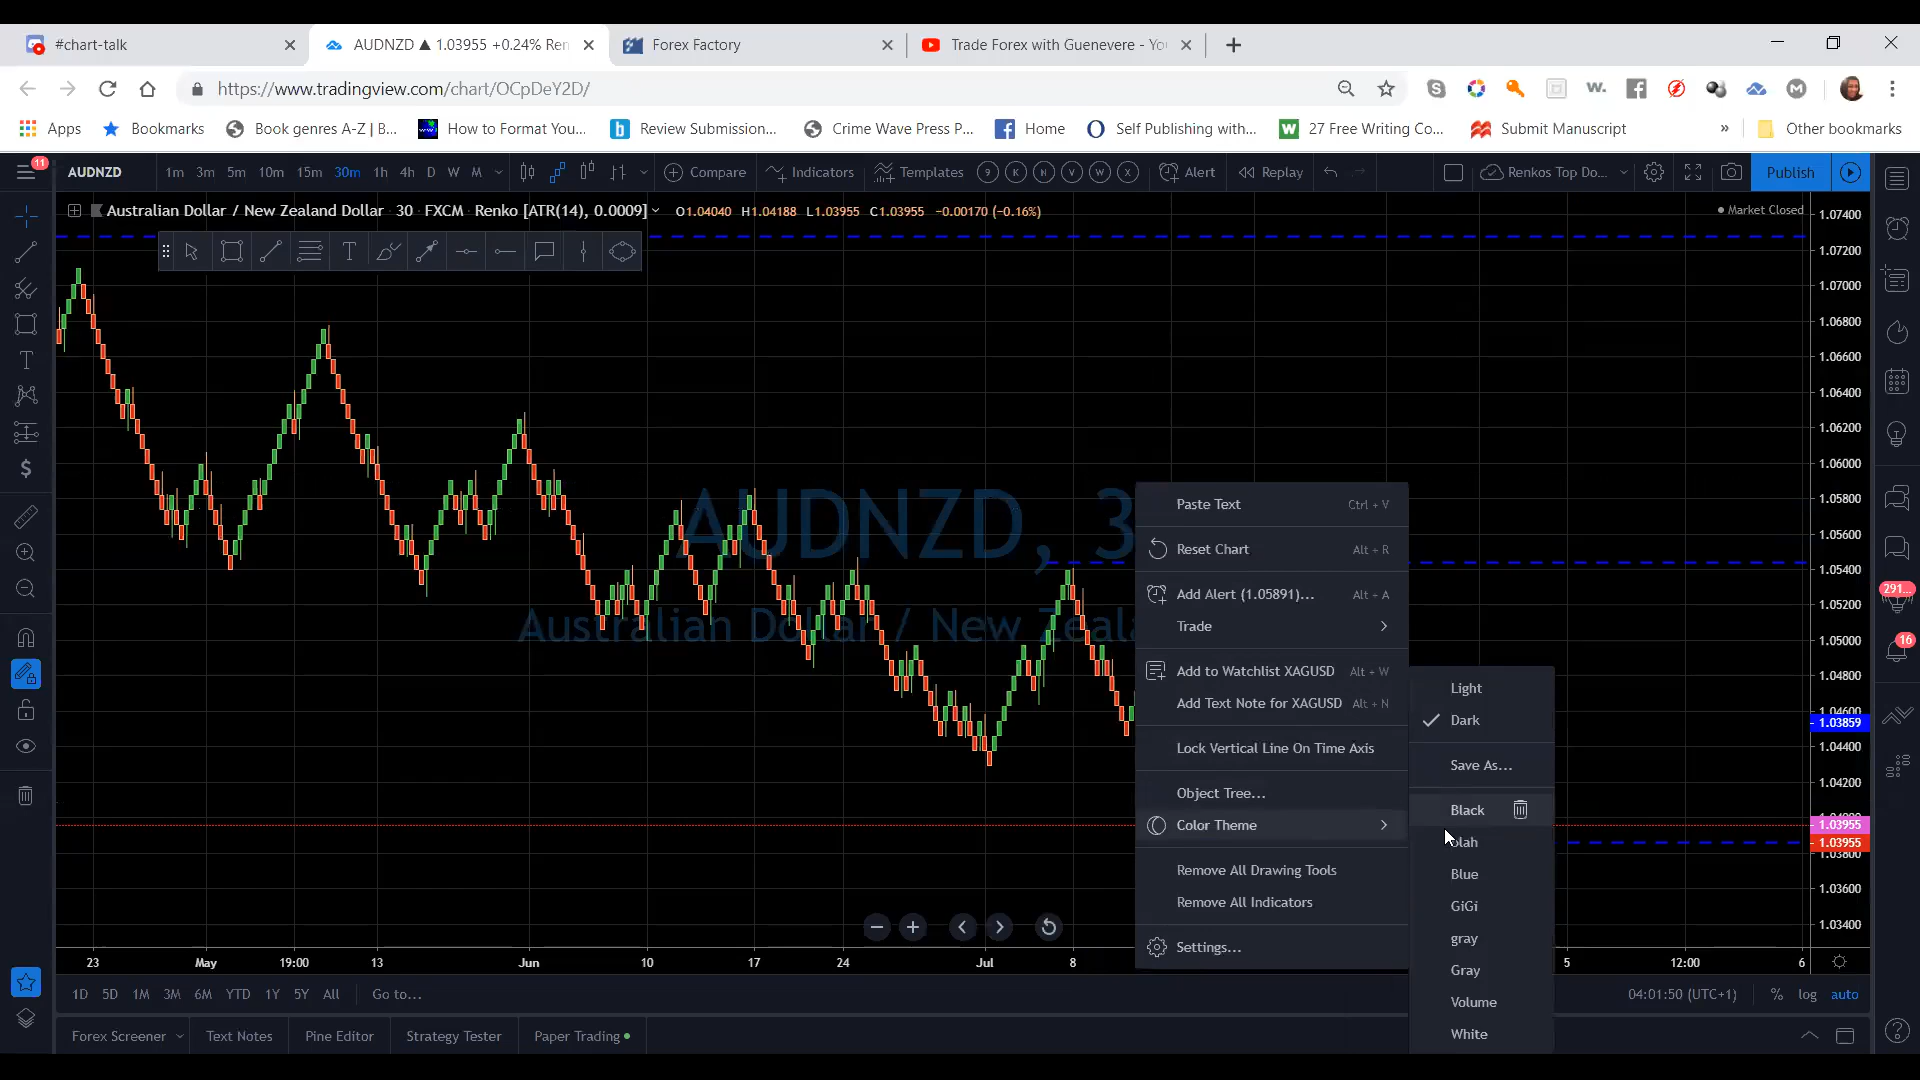 #chart-talk
AUDNZD ▲ 1.03955 +0.24% Ren
Forex Factory
Trade Forex with Guenevere - Yo
https://www.tradingview.com/chart/OCpDeY2D/
Apps
Bookmarks
Book genres A-Z | B...
How to Format You...
Review Submission...
Crime Wave Press P...
Home
Self Publishing with...
27 Free Writing Co...
Submit Manuscript
»
Other bookmarks
11
AUDNZD
1m 3m 5m 10m 15m 30m 1h 4h D W M
Compare
Indicators
Templates
9 K N V W X
Alert
Replay
Renkos Top Do...
Publish
Australian Dollar / New Zealand Dollar 30 FXCM Renko [ATR(14), 0.0009]
O1.04040 H1.04188 L1.03955 C1.03955 −0.00170 (−0.16%)
Market Closed
AUDNZD, 3
Australian Dollar / New Zeala
Paste Text Ctrl + V
Reset Chart Alt + R
Add Alert (1.05891)... Alt + A
Trade
Add to Watchlist XAGUSD Alt + W
Add Text Note for XAGUSD Alt + N
Lock Vertical Line On Time Axis
Object Tree...
Color Theme
Remove All Drawing Tools
Remove All Indicators
Settings...
Light
Dark
Save As...
Black
blah
Blue
GiGi
gray
Gray
Volume
White
1.07400
1.07200
1.07000
1.06800
1.06600
1.06400
1.06200
1.06000
1.05800
1.05600
1.05400
1.05200
1.05000
1.04800
1.04600
1.03859
1.04400
1.04200
1.04000
1.03955
1.03955
1.03800
1.03600
1.03400
291...
16
23 May 19:00 13 Jun 10 17 24 Jul 8 5 12:00 6
1D 5D 1M 3M 6M YTD 1Y 5Y All Go to...
04:01:50 (UTC+1) % log auto
Forex Screener
Text Notes
Pine Editor
Strategy Tester
Paper Trading